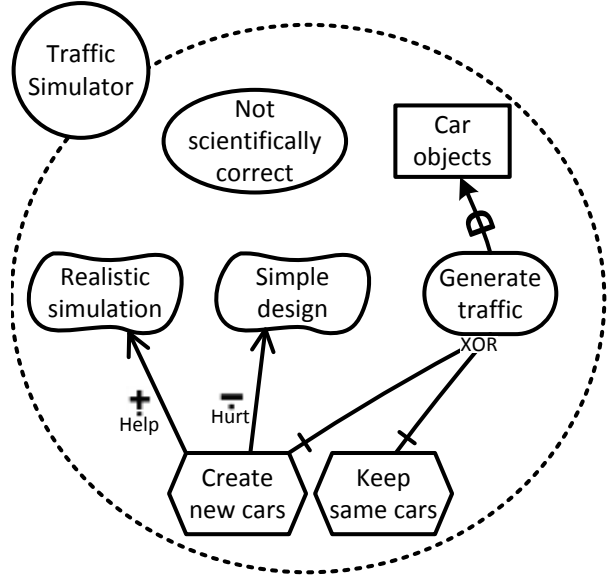 Traffic
Simulator
Not
scientifically
correct
Car
objects
D
Realistic
simulation
Simple
design
Generate
traffic
XOR
Help
Hurt
Create
new cars
Keep
same cars